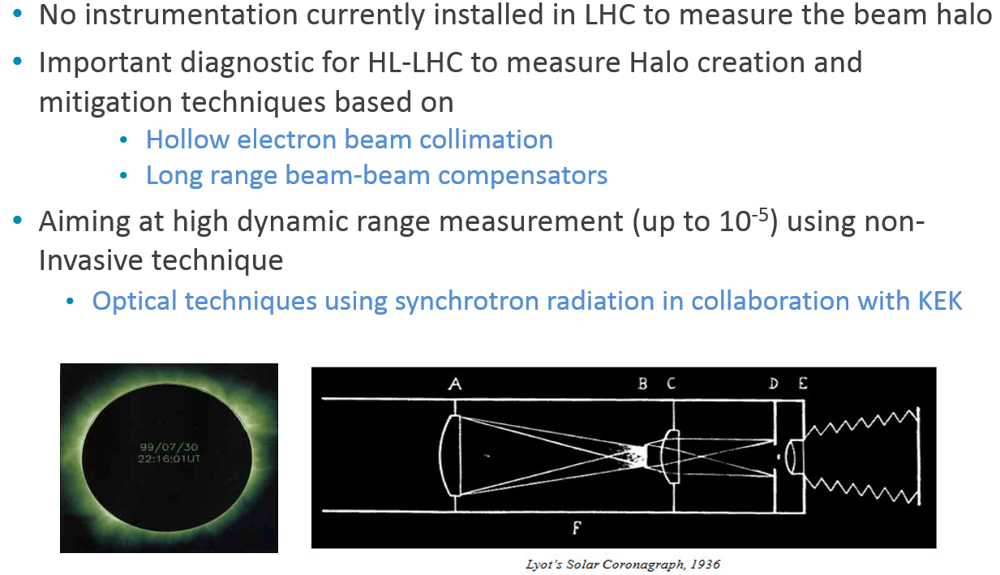 • No instrumentation currently installed in LHC to measure the beam halo
• Important diagnostic for HL-LHC to measure Halo creation and
mitigation techniques based on
• Hollow electron beam collimation
• Long range beam-beam compensators
• Aiming at high dynamic range measurement (up to 10⁻⁵) using non-
Invasive technique
• Optical techniques using synchrotron radiation in collaboration with KEK
99/07/30
22:16:01UT
A B C D E
F
Lyot's Solar Coronagraph, 1936